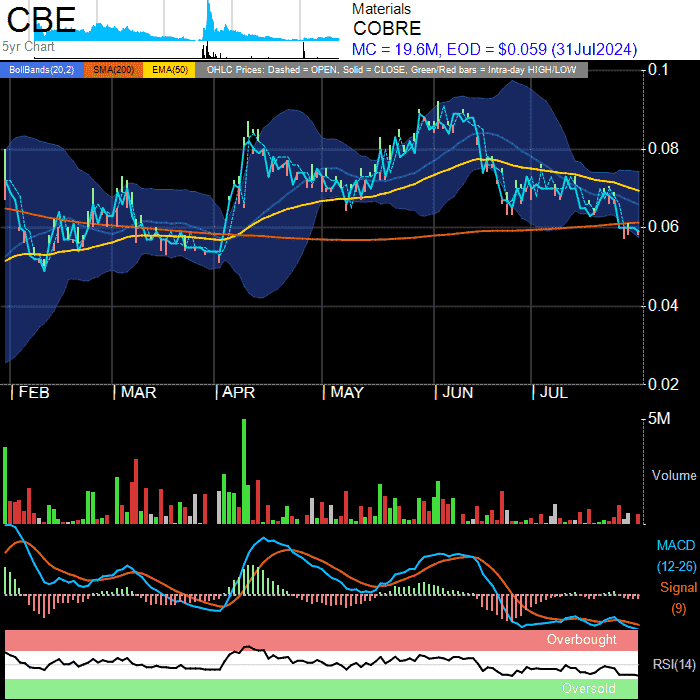 CBE
5yr Chart
Materials
COBRE
MC = 19.6M, EOD = $0.059 (31Jul2024)
BollBands(20,2) SMA(200) EMA(50) OHLC Prices: Dashed = OPEN, Solid = CLOSE, Green/Red bars = Intra-day HIGH/LOW
0.1
0.08
0.06
0.04
0.02
FEB MAR APR MAY JUN JUL
5M
Volume
MACD
(12-26)
Signal
(9)
Overbought
RSI(14)
Oversold